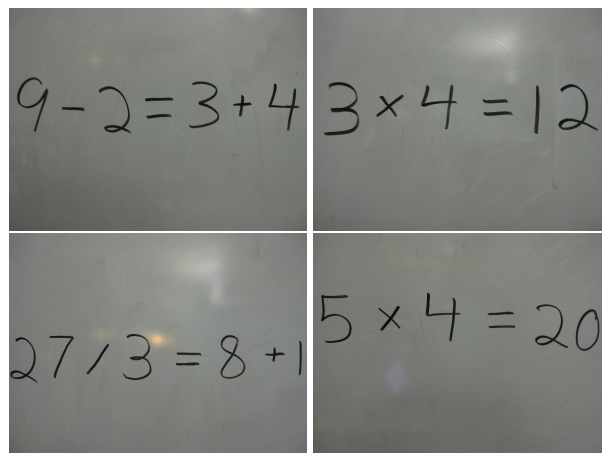 9 - 2 = 3 + 4
3 × 4 = 12
27 / 3 = 8 + 1
5 × 4 = 20